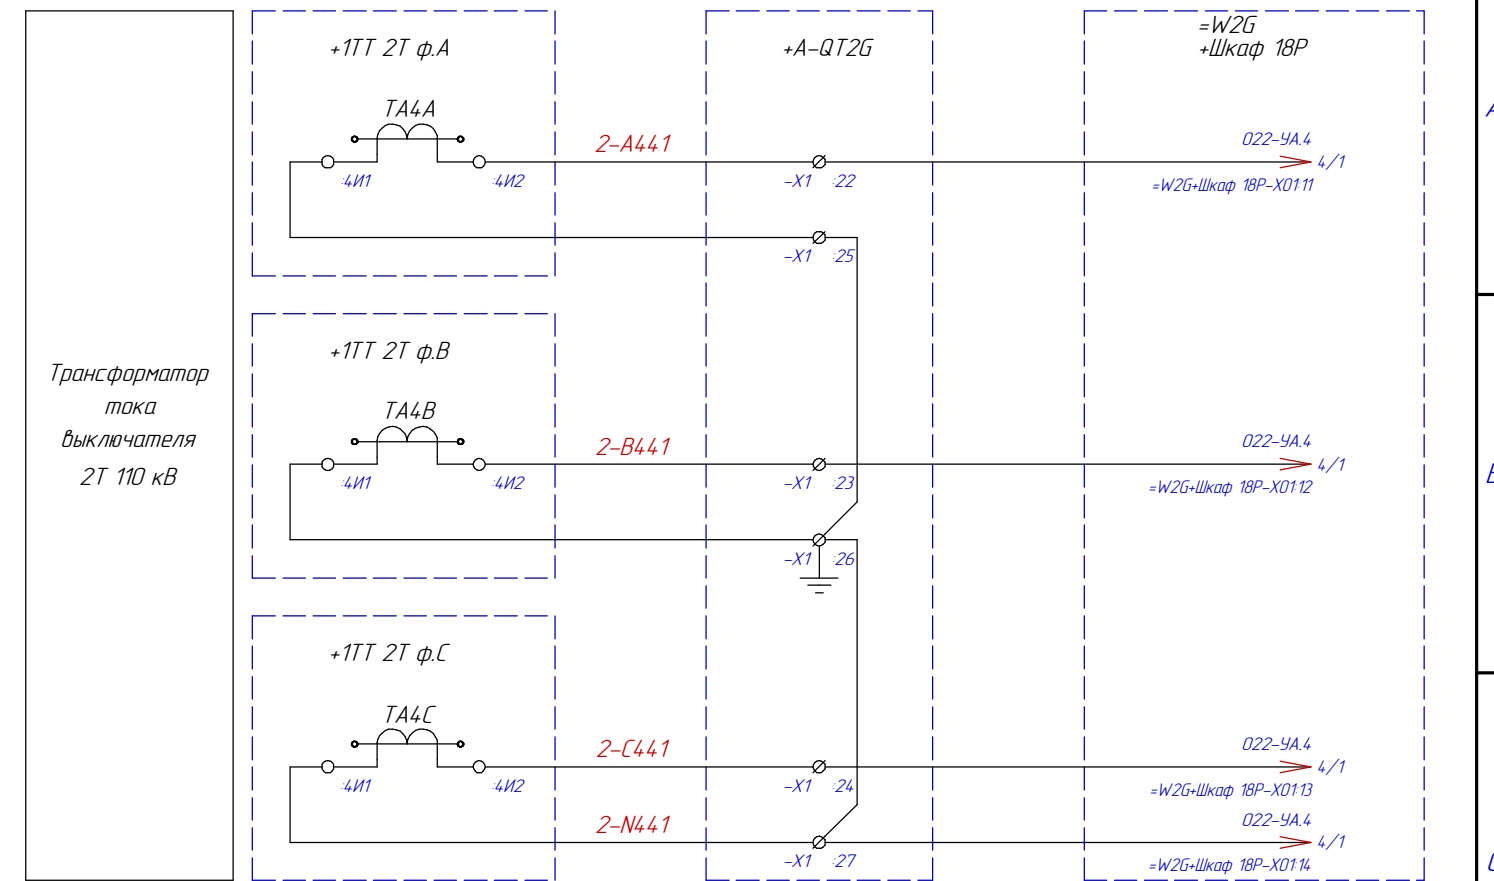 Трансформатор
тока
выключателя
2Т 110 кВ
+1ТТ 2Т ф.А
ТА4А
:4И1
:4И2
2-А441
+А-QT2G
-X1 :22
-X1 :25
=W2G
+Шкаф 18Р
022-УА.4
4/1
=W2G+Шкаф 18Р-X01:11
+1ТТ 2Т ф.В
ТА4В
:4И1
:4И2
2-В441
-X1 :23
-X1 :26
022-УА.4
4/1
=W2G+Шкаф 18Р-X01:12
+1ТТ 2Т ф.С
ТА4С
:4И1
:4И2
2-С441
-X1 :24
022-УА.4
4/1
=W2G+Шкаф 18Р-X01:13
2-N441
-X1 :27
022-УА.4
4/1
=W2G+Шкаф 18Р-X01:14